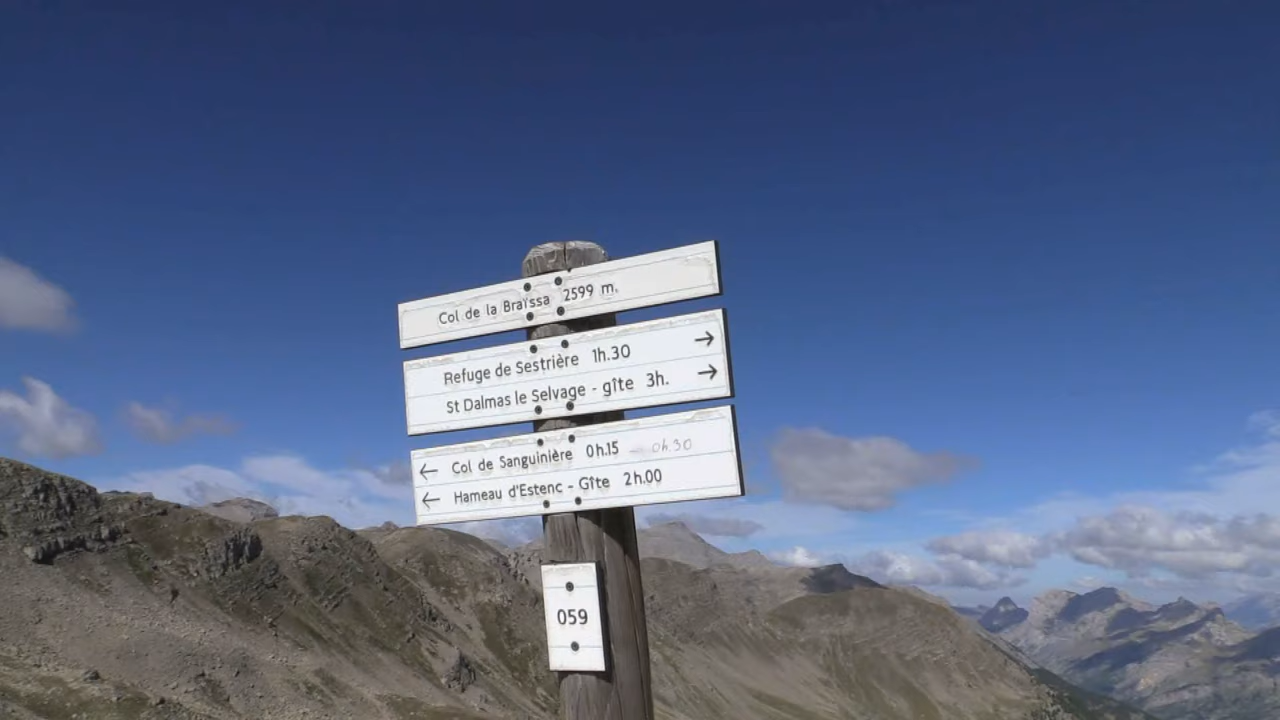 Col de la Braïssa 2599 m.
Refuge de Sestrière 1h.30 →
St Dalmas le Selvage - gîte 3h. →
← Col de Sanguinière 0h.15 - 0h30
← Hameau d'Estenc - Gîte 2h.00
059